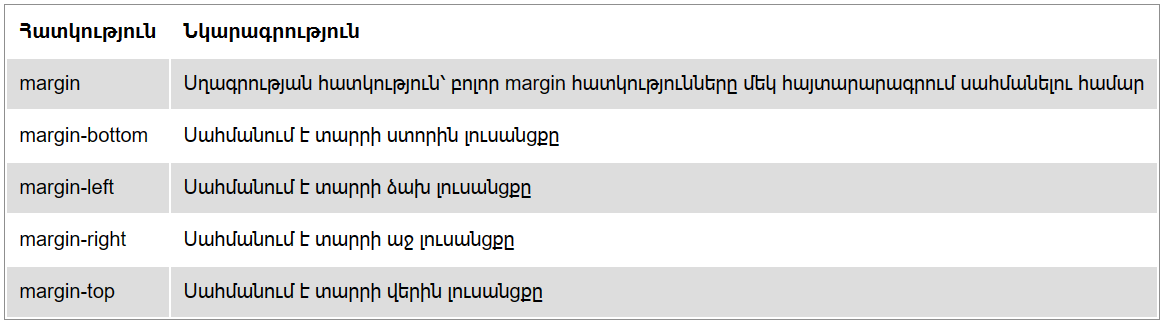 Հատկություն Նկարագրություն
margin Սղագրության հատկություն՝ բոլոր margin հատկությունները մեկ հայտարարագրում սահմանելու համար
margin-bottom Սահմանում է տարրի ստորին լուսանցքը
margin-left Սահմանում է տարրի ձախ լուսանցքը
margin-right Սահմանում է տարրի աջ լուսանցքը
margin-top Սահմանում է տարրի վերին լուսանցքը